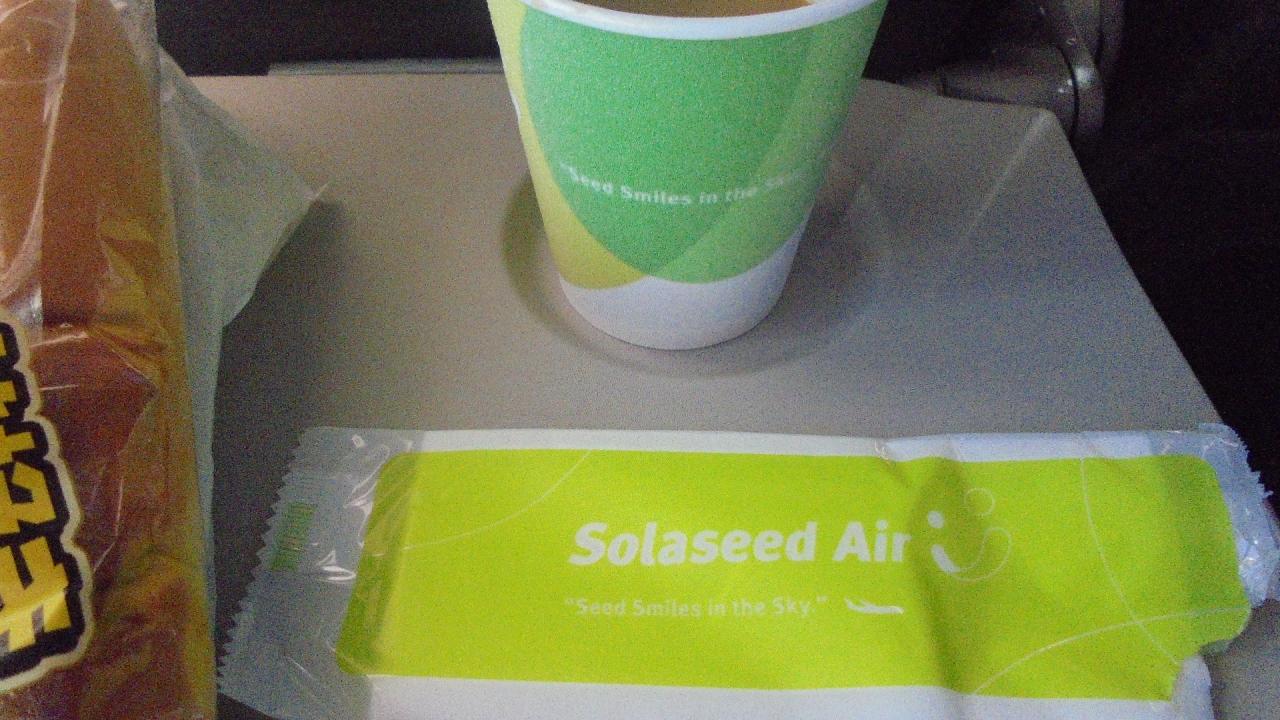 "Seed Smiles in the Sky."
Solaseed Air
"Seed Smiles in the Sky."